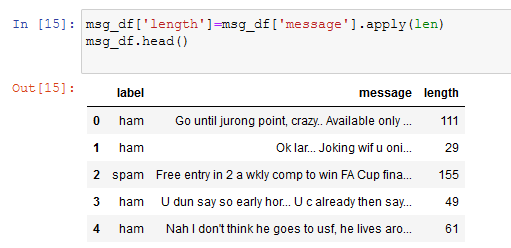 In [15]: msg_df['length']=msg_df['message'].apply(len)
msg_df.head()
Out[15]:
label message length
0 ham Go until jurong point, crazy.. Available only ... 111
1 ham Ok lar... Joking wif u oni... 29
2 spam Free entry in 2 a wkly comp to win FA Cup fina... 155
3 ham U dun say so early hor... U c already then say... 49
4 ham Nah I don't think he goes to usf, he lives aro... 61